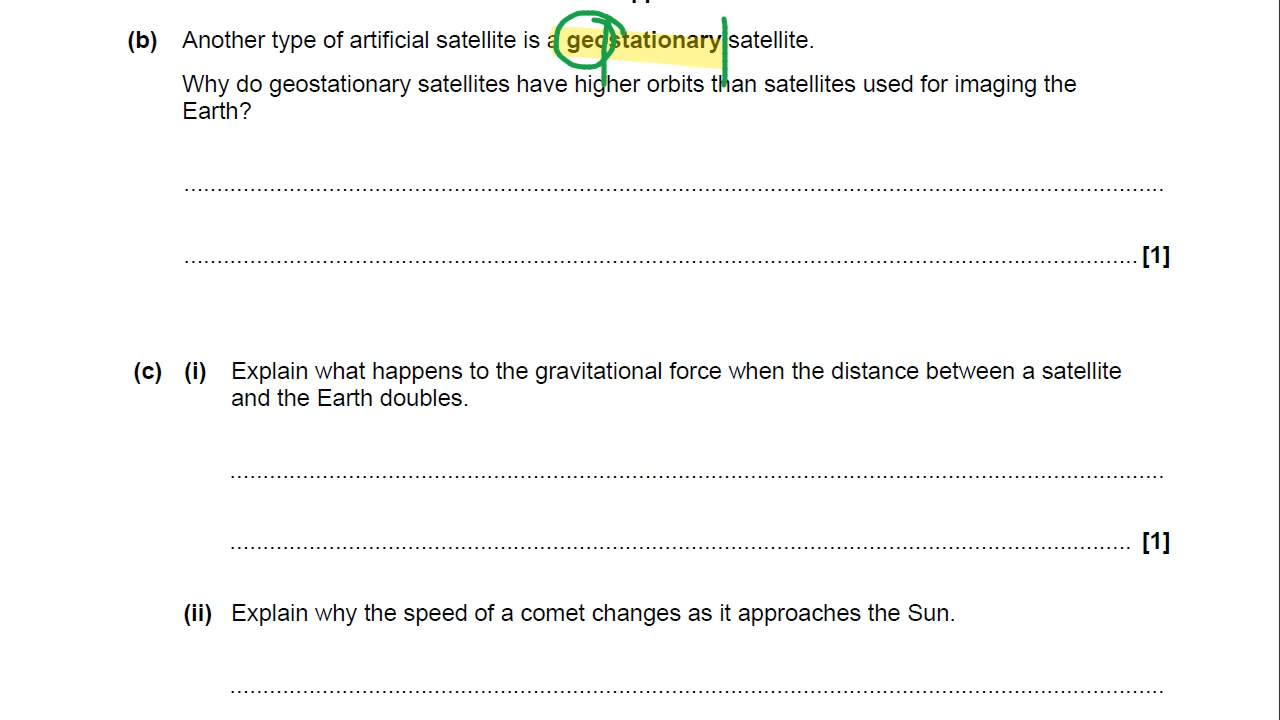 (b) Another type of artificial satellite is a geostationary satellite.
Why do geostationary satellites have higher orbits than satellites used for imaging the
Earth?
[1]
(c) (i) Explain what happens to the gravitational force when the distance between a satellite
and the Earth doubles.
[1]
(ii) Explain why the speed of a comet changes as it approaches the Sun.